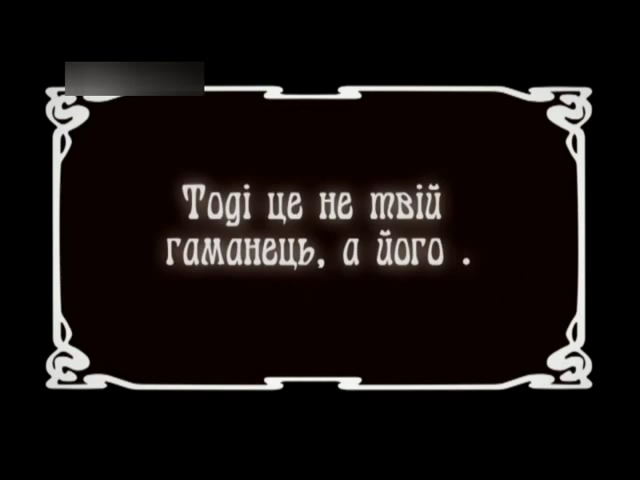 Тоді це не твій
гаманець, а його .